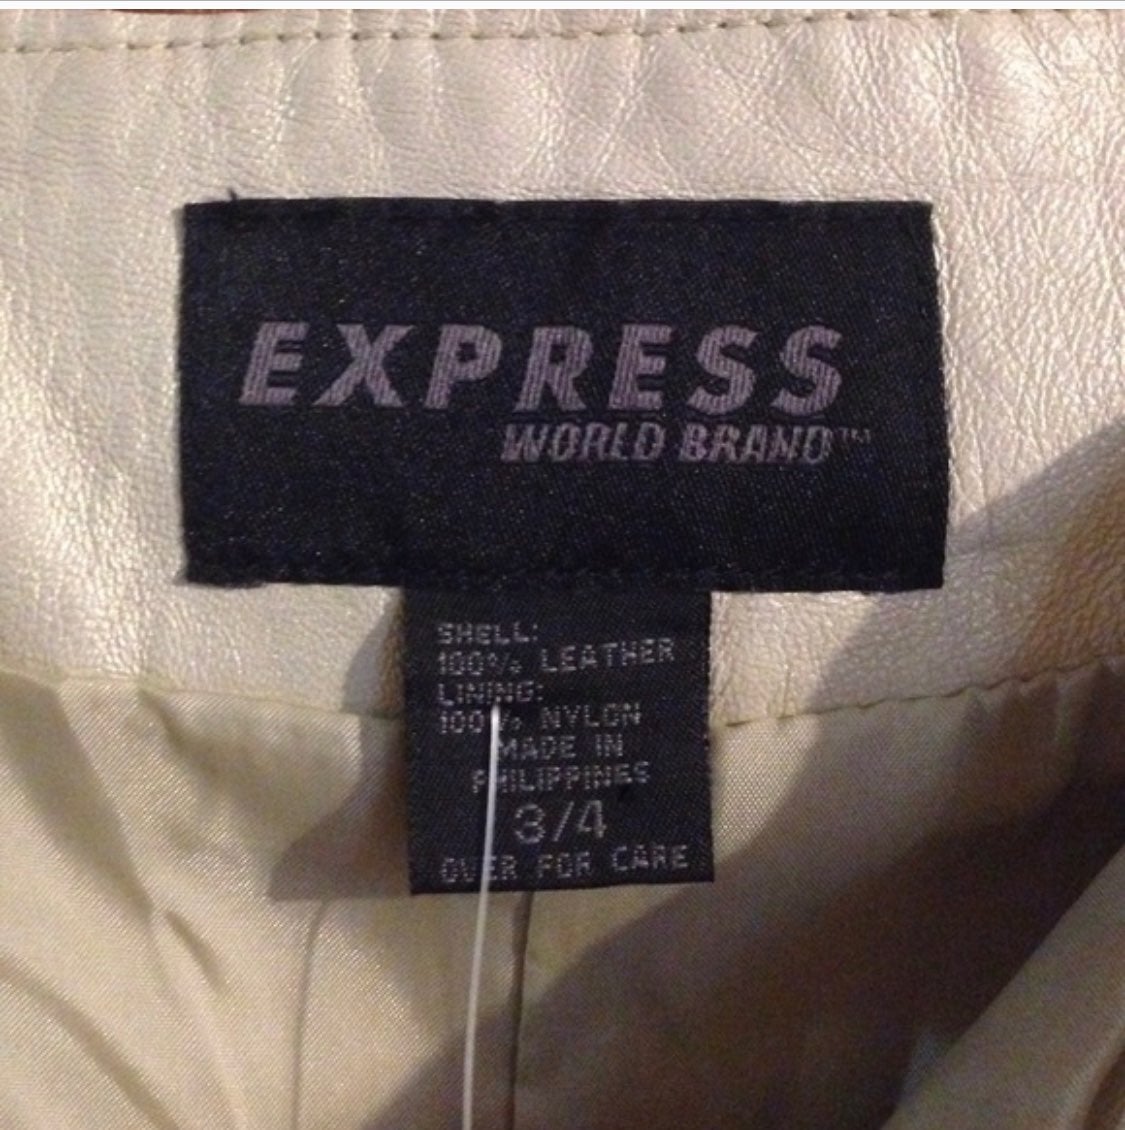 EXPRESS
WORLD BRAND™
SHELL:
100% LEATHER
LINING:
100% NYLON
MADE IN
PHILIPPINES
3/4
OVER FOR CARE